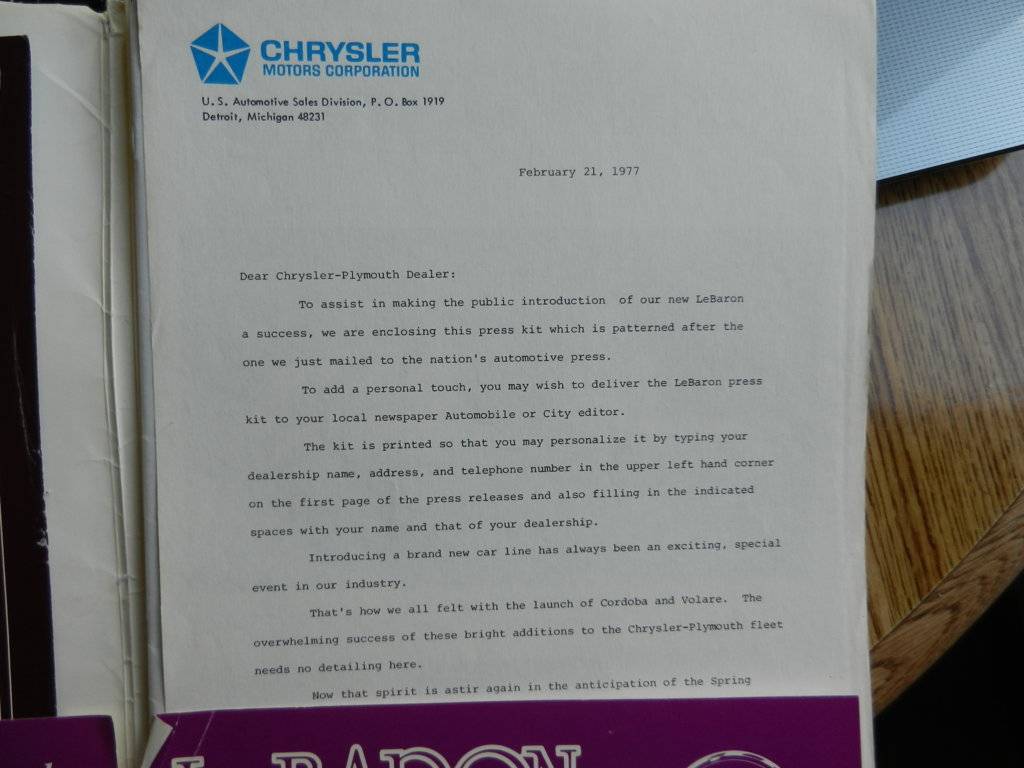 CHRYSLER
MOTORS CORPORATION
U.S. Automotive Sales Division, P.O. Box 1919
Detroit, Michigan 48231
February 21, 1977
Dear Chrysler-Plymouth Dealer:
To assist in making the public introduction of our new LeBaron
a success, we are enclosing this press kit which is patterned after the
one we just mailed to the nation's automotive press.
To add a personal touch, you may wish to deliver the LeBaron press
kit to your local newspaper Automobile or City editor.
The kit is printed so that you may personalize it by typing your
dealership name, address, and telephone number in the upper left hand corner
on the first page of the press releases and also filling in the indicated
spaces with your name and that of your dealership.
Introducing a brand new car line has always been an exciting, special
event in our industry.
That's how we all felt with the launch of Cordoba and Volare. The
overwhelming success of these bright additions to the Chrysler-Plymouth fleet
needs no detailing here.
Now that spirit is astir again in the anticipation of the Spring
BARON